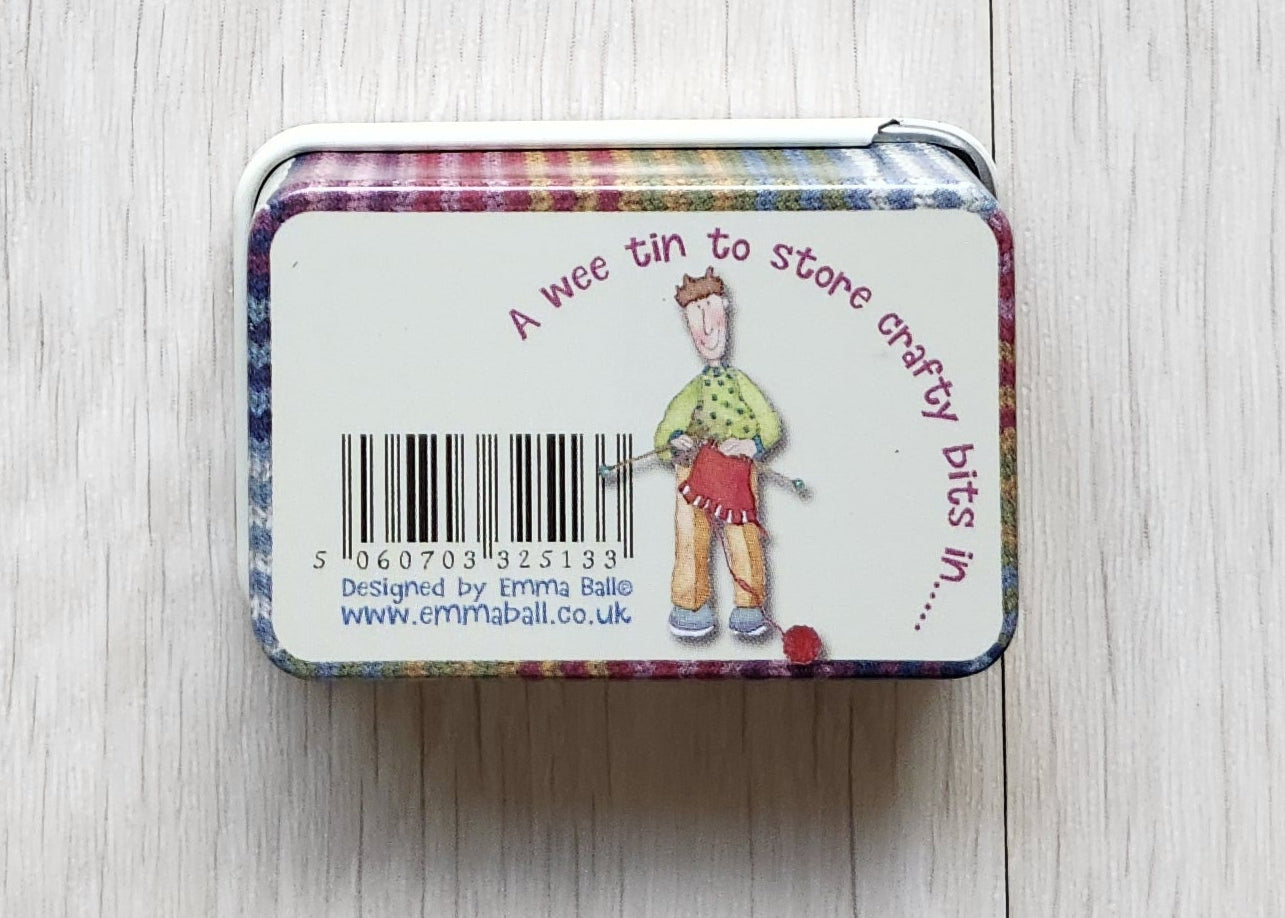 A wee tin to store crafty bits in......
5 060703 325133
Designed by Emma Ball©
www.emmaball.co.uk